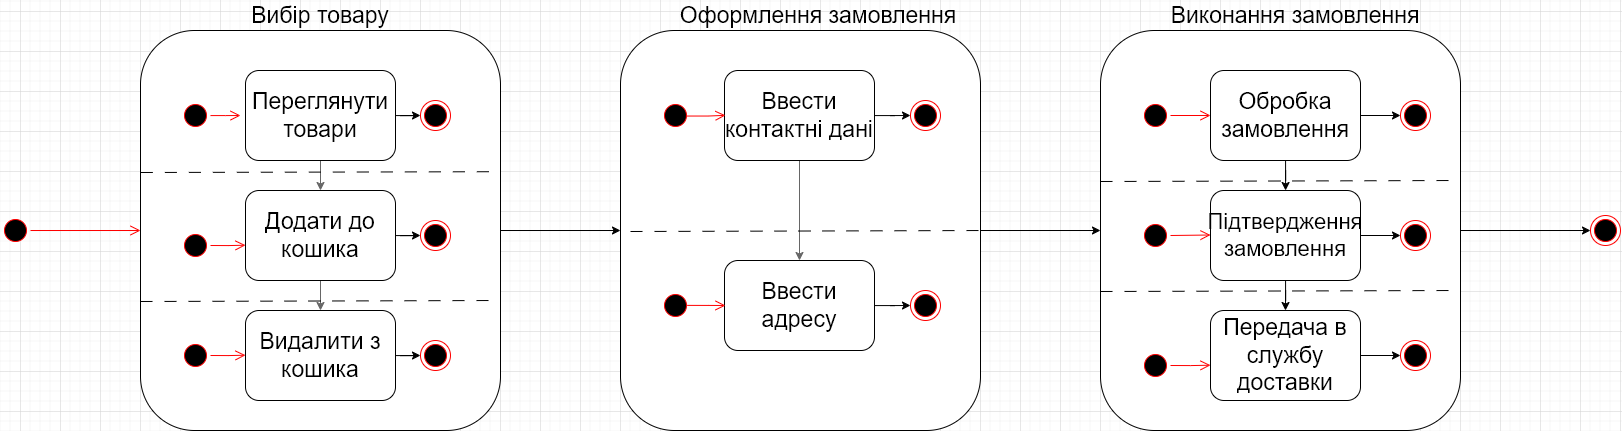 Вибір товару
Переглянути
товари
Додати до
кошика
Видалити з
кошика
Оформлення замовлення
Ввести
контактні дані
Ввести
адресу
Виконання замовлення
Обробка
замовлення
Підтвердження
замовлення
Передача в
службу
доставки